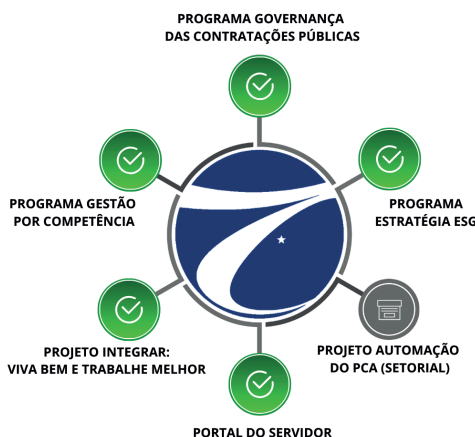 PROGRAMA GOVERNANÇA
DAS CONTRATAÇÕES PÚBLICAS
PROGRAMA GESTÃO
POR COMPETÊNCIA
PROGRAMA
ESTRATÉGIA ESG
PROJETO INTEGRAR:
VIVA BEM E TRABALHE MELHOR
PROJETO AUTOMAÇÃO
DO PCA (SETORIAL)
PORTAL DO SERVIDOR